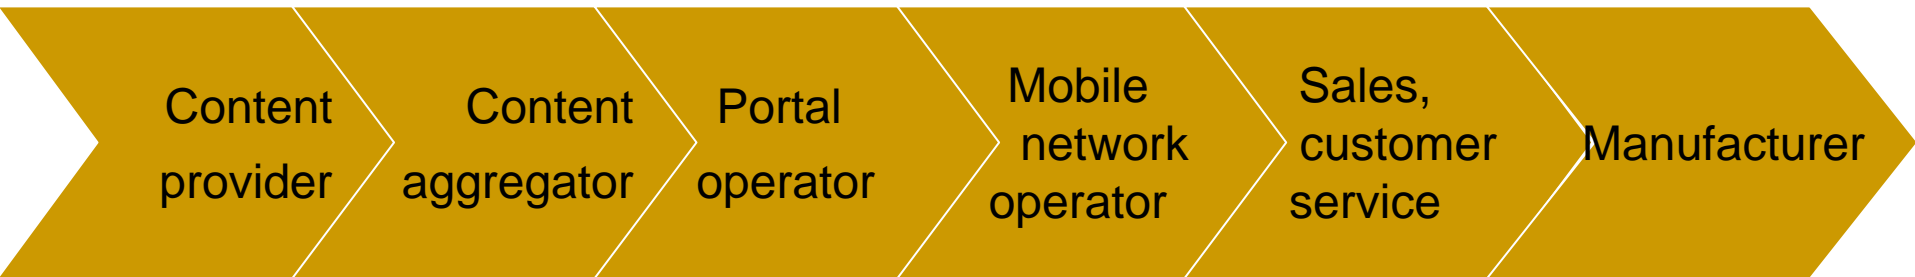 Content
provider
Content
aggregator
Portal
operator
Mobile
network
operator
Sales,
customer
service
Manufacturer